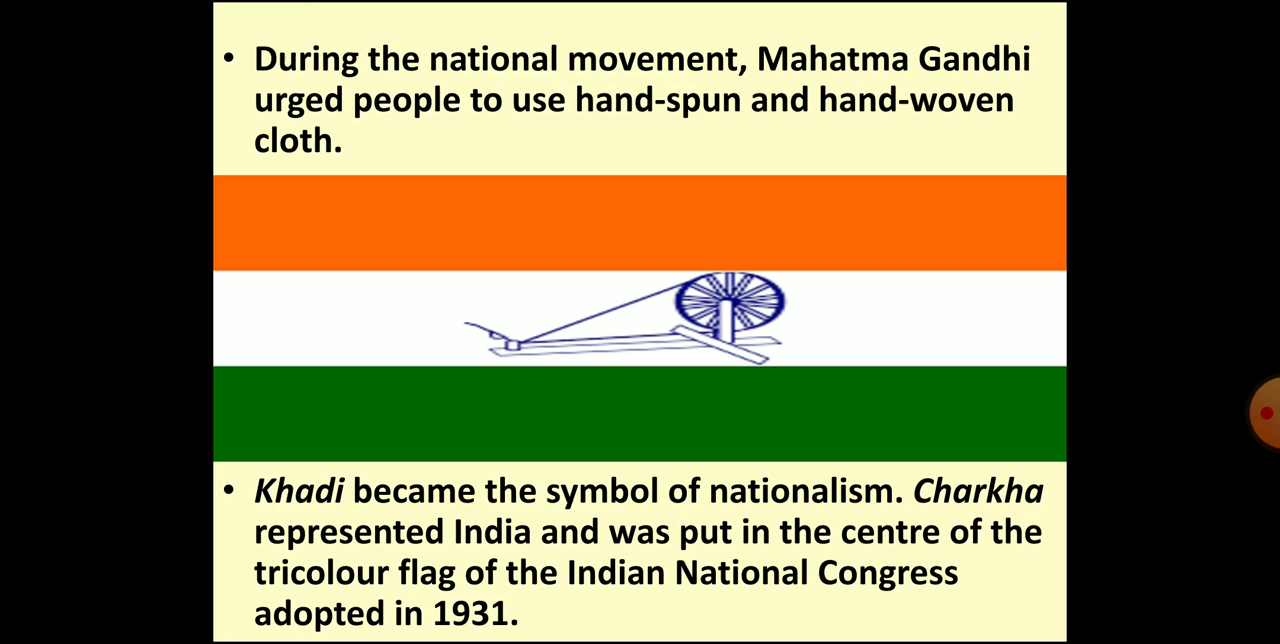 • During the national movement, Mahatma Gandhi
urged people to use hand-spun and hand-woven
cloth.
• Khadi became the symbol of nationalism. Charkha
represented India and was put in the centre of the
tricolour flag of the Indian National Congress
adopted in 1931.